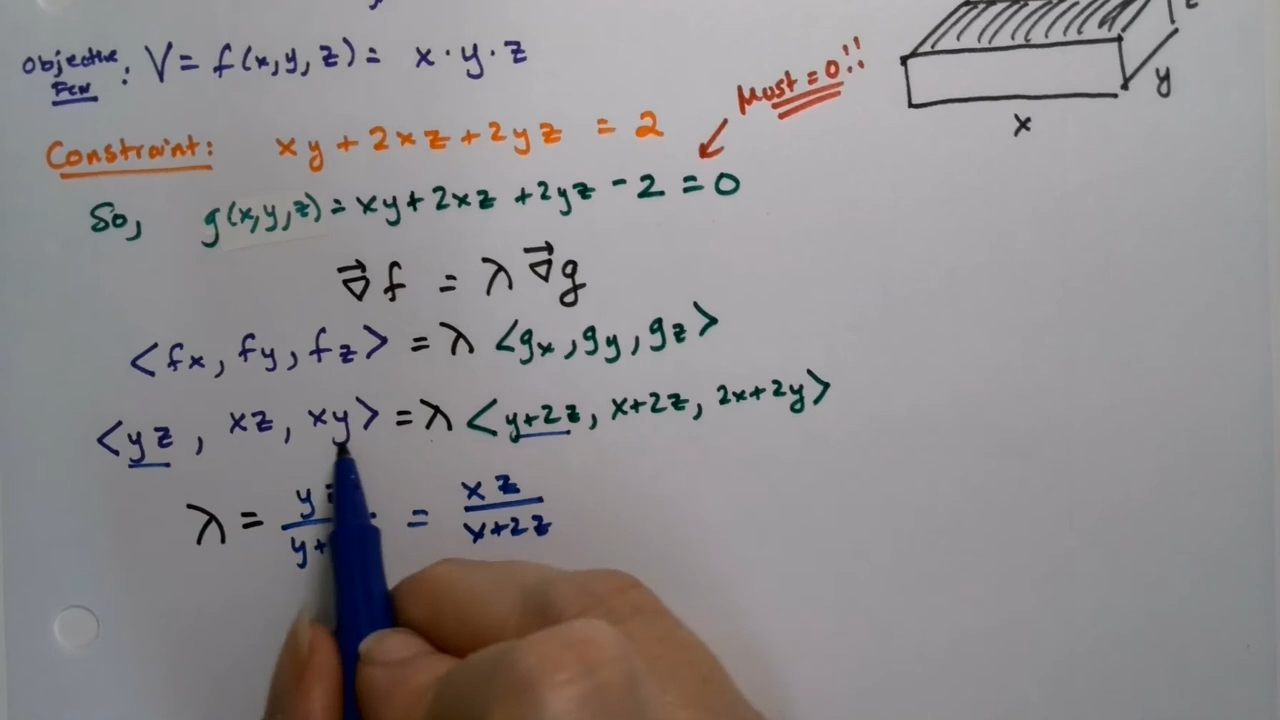 Objective Fcn: V = f(x,y,z) = x·y·z
z
y
x
Must = 0!!
Constraint: xy + 2xz + 2yz = 2
So, g(x,y,z) = xy + 2xz + 2yz - 2 = 0
∇⃗f = λ∇⃗g
<fx, fy, fz> = λ<gx, gy, gz>
<yz, xz, xy> = λ<y+2z, x+2z, 2x+2y>
λ = y / y+ = xz / x+2z